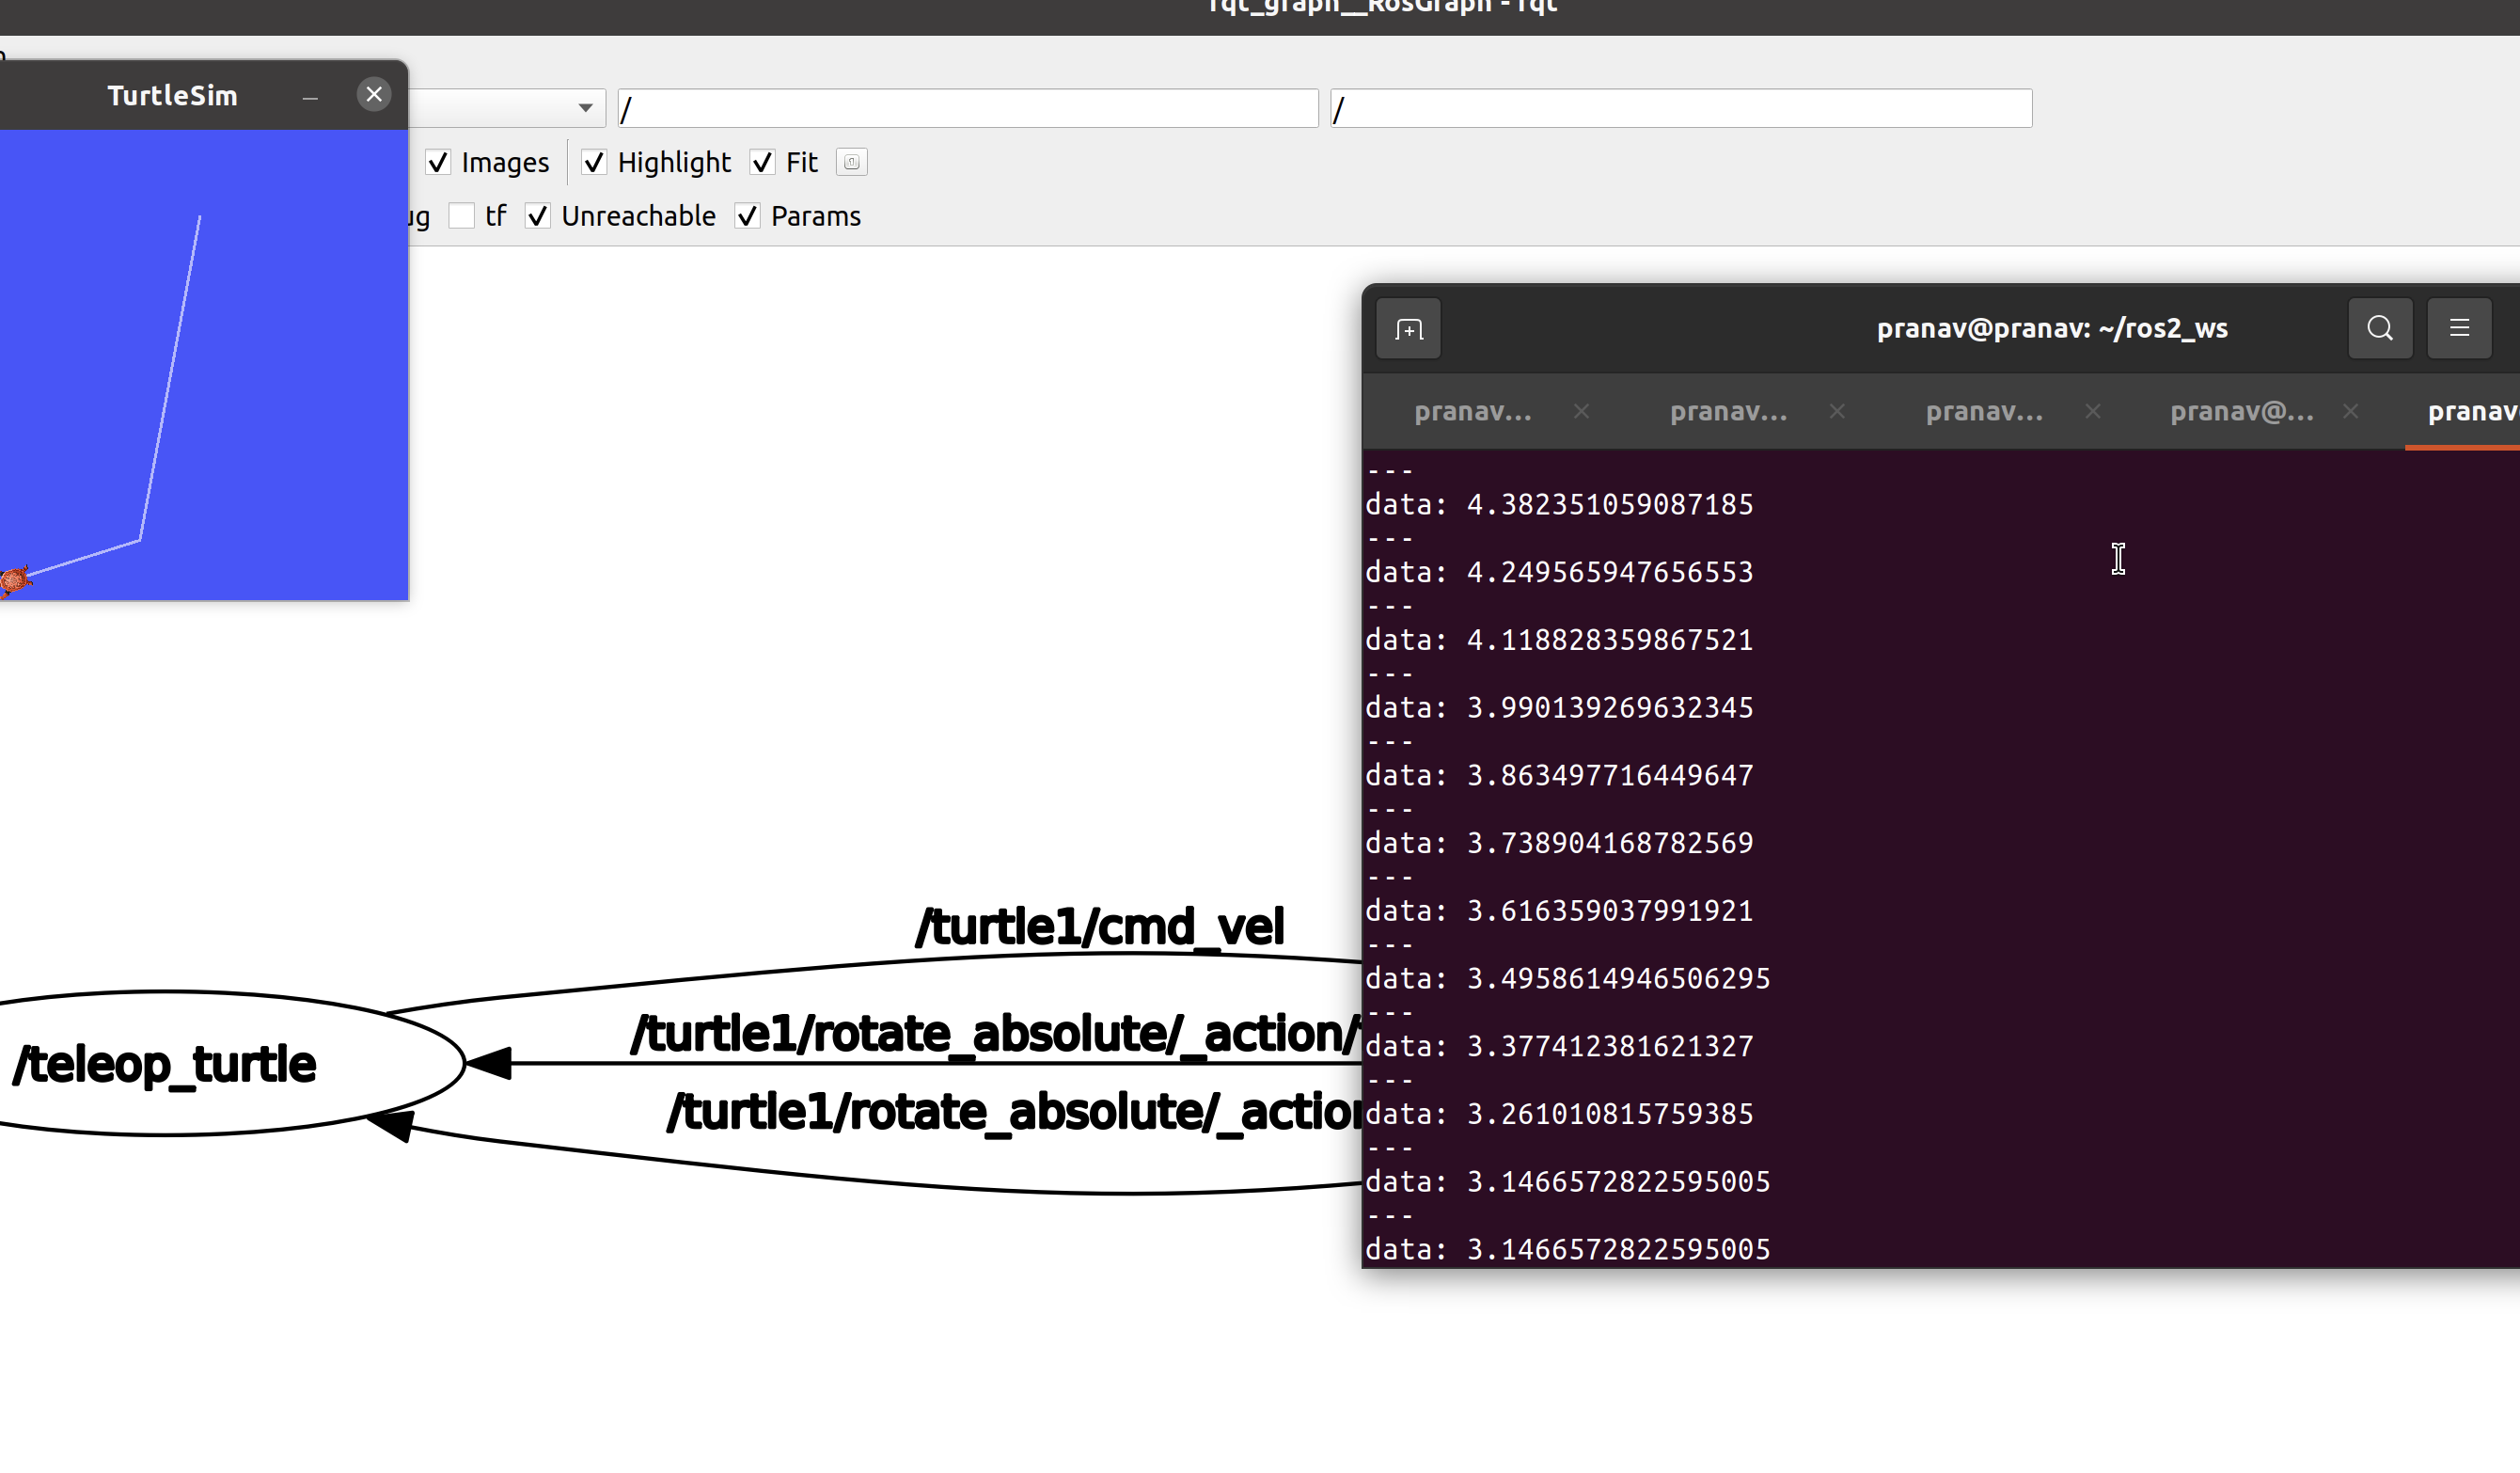 rqt_graph__RosGraph - rqt
TurtleSim
/
/
Images
Highlight
Fit
tf
Unreachable
Params
pranav@pranav: ~/ros2_ws
pranav...
pranav...
pranav...
pranav@...
pranav
---
data: 4.382351059087185
---
data: 4.249565947656553
---
data: 4.118828359867521
---
data: 3.990139269632345
---
data: 3.863497716449647
---
data: 3.738904168782569
---
data: 3.616359037991921
---
data: 3.4958614946506295
---
data: 3.377412381621327
---
data: 3.261010815759385
---
data: 3.1466572822595005
---
data: 3.1466572822595005
/turtle1/cmd_vel
/turtle1/rotate_absolute/_action/
/teleop_turtle
/turtle1/rotate_absolute/_action